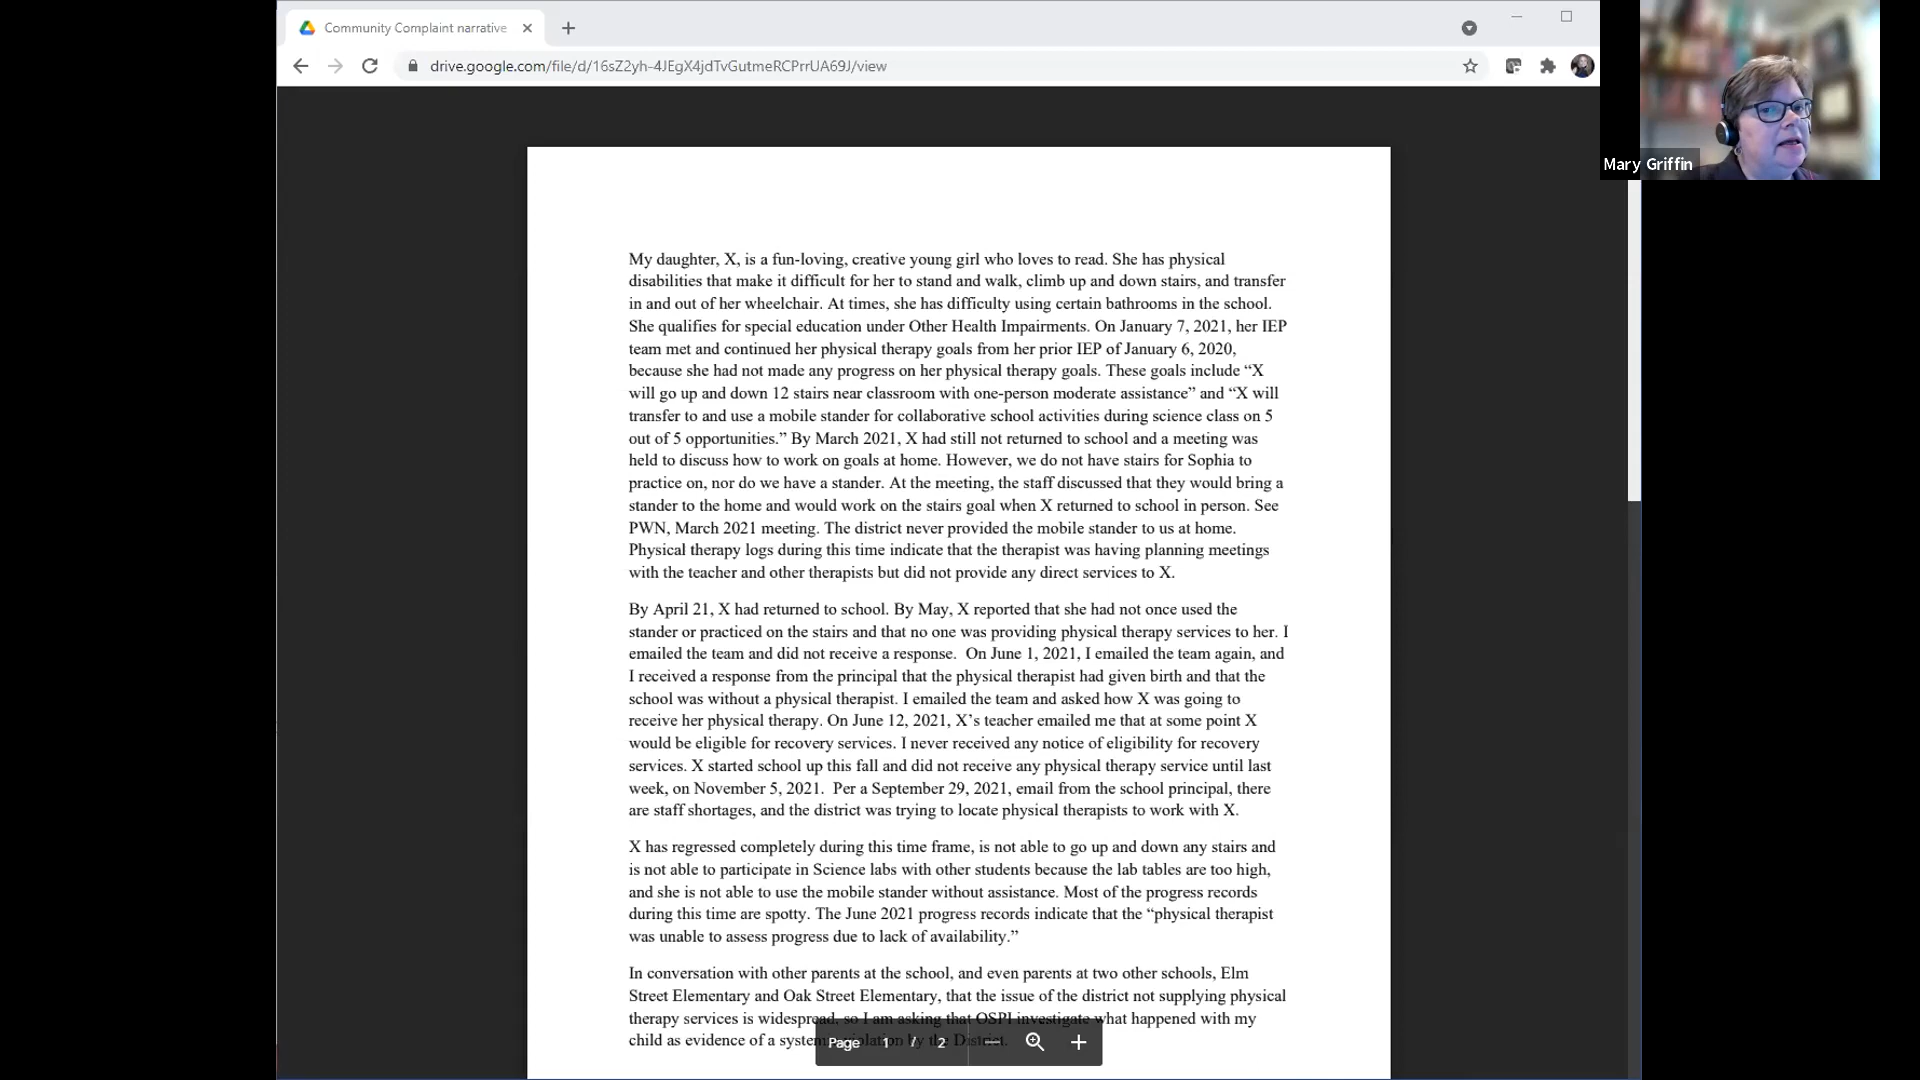 Community Complaint narrative
drive.google.com/file/d/16sZ2yh-4JEgX4jdTvGutmeRCPrrUA69J/view
Mary Griffin
My daughter, X, is a fun-loving, creative young girl who loves to read. She has physical
disabilities that make it difficult for her to stand and walk, climb up and down stairs, and transfer
in and out of her wheelchair. At times, she has difficulty using certain bathrooms in the school.
She qualifies for special education under Other Health Impairments. On January 7, 2021, her IEP
team met and continued her physical therapy goals from her prior IEP of January 6, 2020,
because she had not made any progress on her physical therapy goals. These goals include “X
will go up and down 12 stairs near classroom with one-person moderate assistance” and “X will
transfer to and use a mobile stander for collaborative school activities during science class on 5
out of 5 opportunities.” By March 2021, X had still not returned to school and a meeting was
held to discuss how to work on goals at home. However, we do not have stairs for Sophia to
practice on, nor do we have a stander. At the meeting, the staff discussed that they would bring a
stander to the home and would work on the stairs goal when X returned to school in person. See
PWN, March 2021 meeting. The district never provided the mobile stander to us at home.
Physical therapy logs during this time indicate that the therapist was having planning meetings
with the teacher and other therapists but did not provide any direct services to X.
By April 21, X had returned to school. By May, X reported that she had not once used the
stander or practiced on the stairs and that no one was providing physical therapy services to her. I
emailed the team and did not receive a response.  On June 1, 2021, I emailed the team again, and
I received a response from the principal that the physical therapist had given birth and that the
school was without a physical therapist. I emailed the team and asked how X was going to
receive her physical therapy. On June 12, 2021, X’s teacher emailed me that at some point X
would be eligible for recovery services. I never received any notice of eligibility for recovery
services. X started school up this fall and did not receive any physical therapy service until last
week, on November 5, 2021.  Per a September 29, 2021, email from the school principal, there
are staff shortages, and the district was trying to locate physical therapists to work with X.
X has regressed completely during this time frame, is not able to go up and down any stairs and
is not able to participate in Science labs with other students because the lab tables are too high,
and she is not able to use the mobile stander without assistance. Most of the progress records
during this time are spotty. The June 2021 progress records indicate that the “physical therapist
was unable to assess progress due to lack of availability.”
In conversation with other parents at the school, and even parents at two other schools, Elm
Street Elementary and Oak Street Elementary, that the issue of the district not supplying physical
therapy services is widespread, so I am asking that OSPI investigate what happened with my
child as evidence of a system violation by the District.
Page 1 / 2